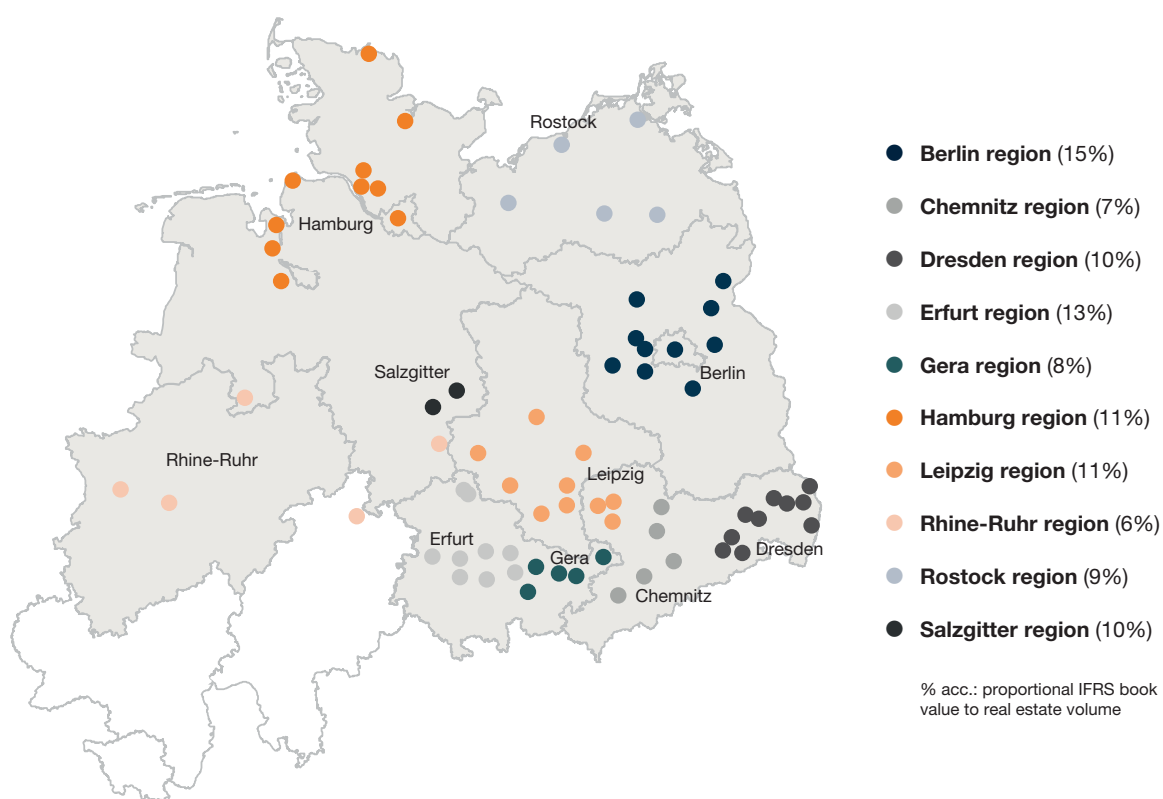 Rostock
Hamburg
Salzgitter
Berlin
Rhine-Ruhr
Leipzig
Erfurt
Gera
Dresden
Chemnitz
Berlin region (15%)
Chemnitz region (7%)
Dresden region (10%)
Erfurt region (13%)
Gera region (8%)
Hamburg region (11%)
Leipzig region (11%)
Rhine-Ruhr region (6%)
Rostock region (9%)
Salzgitter region (10%)
% acc.: proportional IFRS book
value to real estate volume